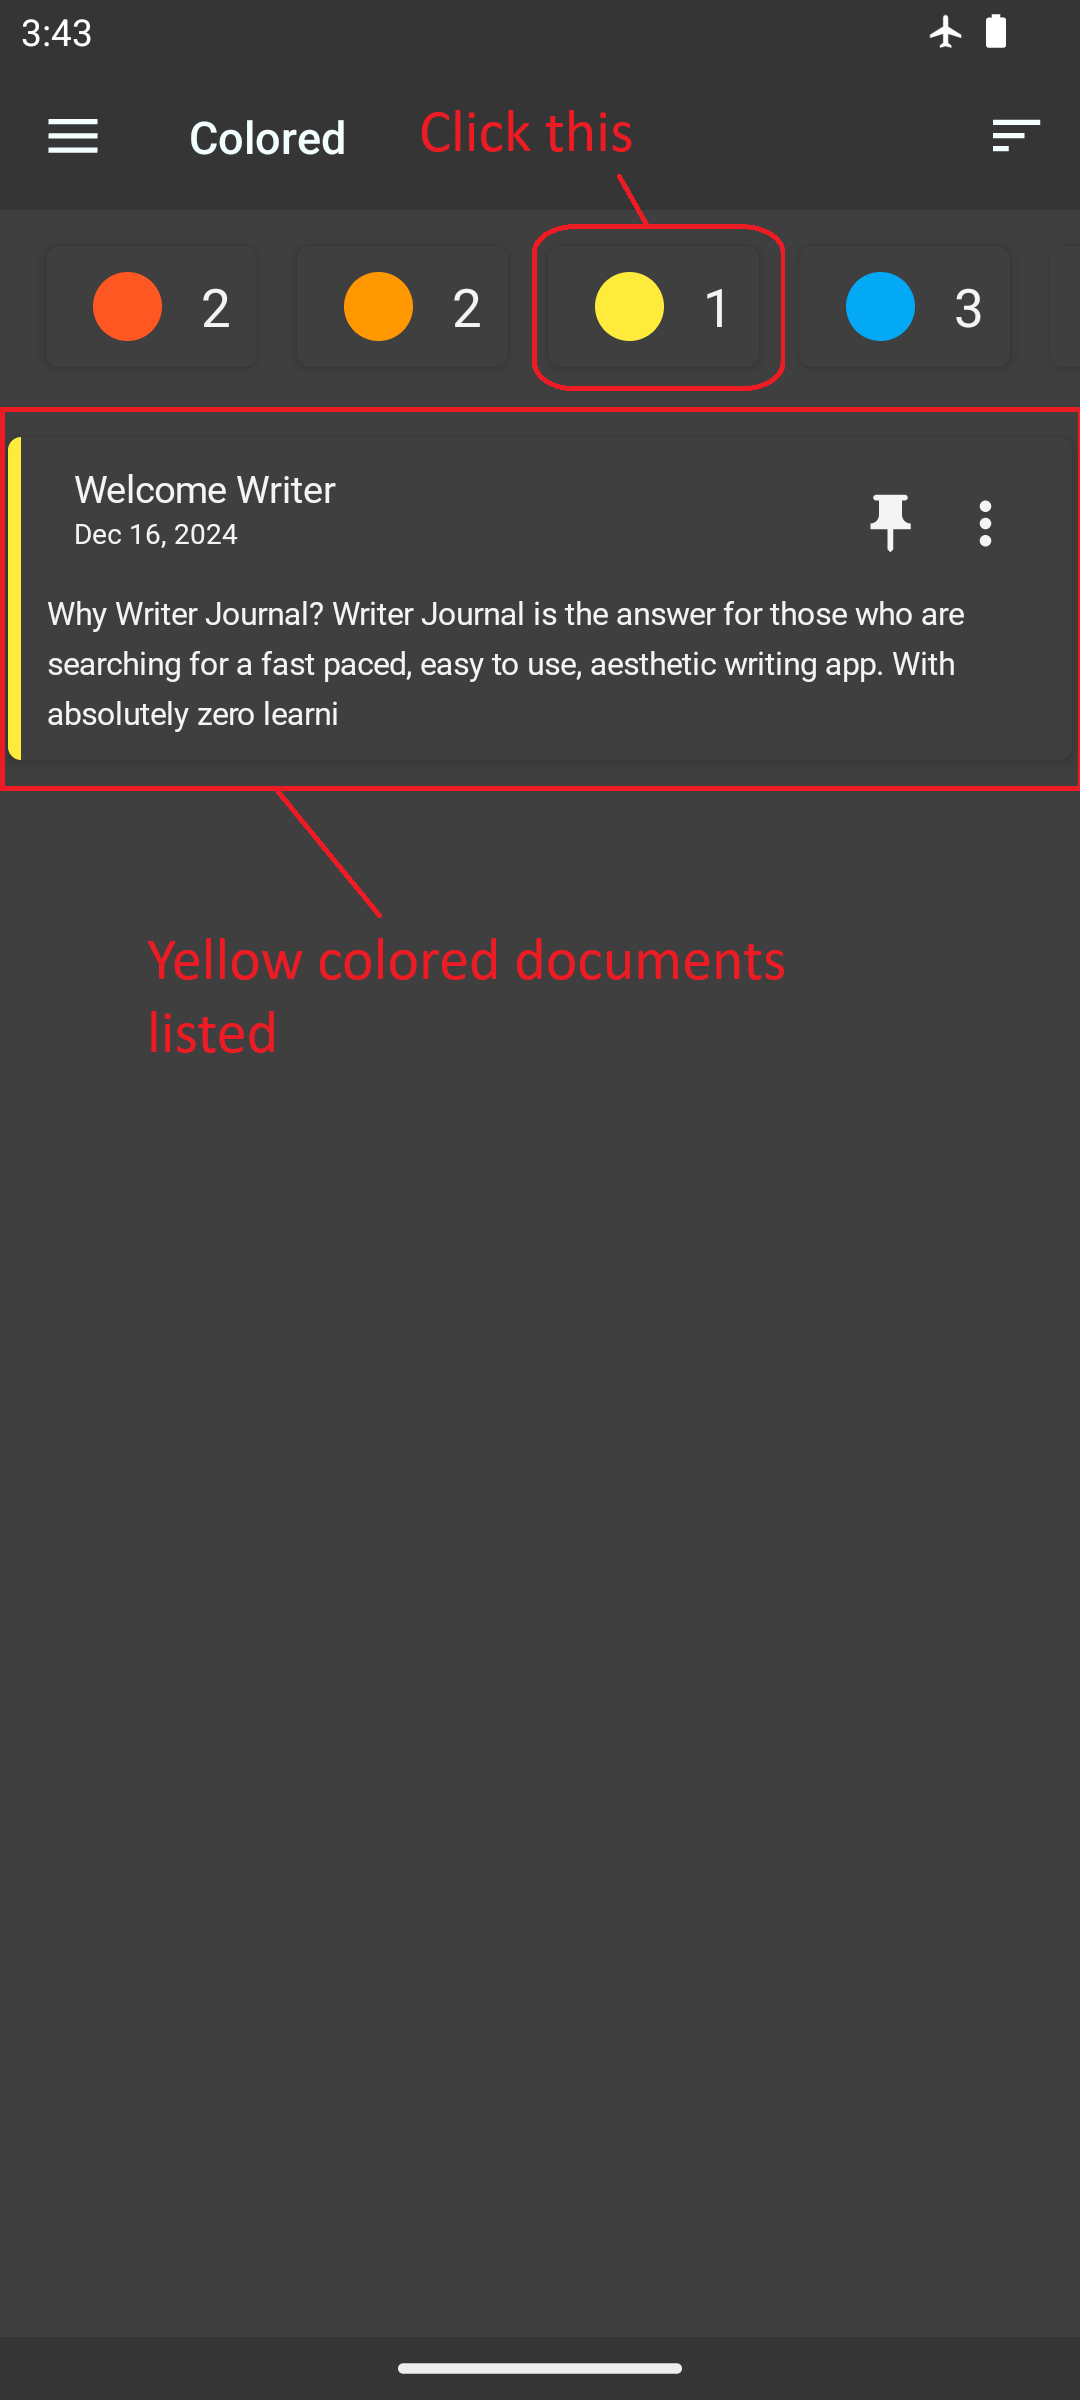 3:43
Colored
Click this
2
2
1
3
Welcome Writer
Dec 16, 2024
Why Writer Journal? Writer Journal is the answer for those who are
searching for a fast paced, easy to use, aesthetic writing app. With
absolutely zero learni
Yellow colored documents
listed